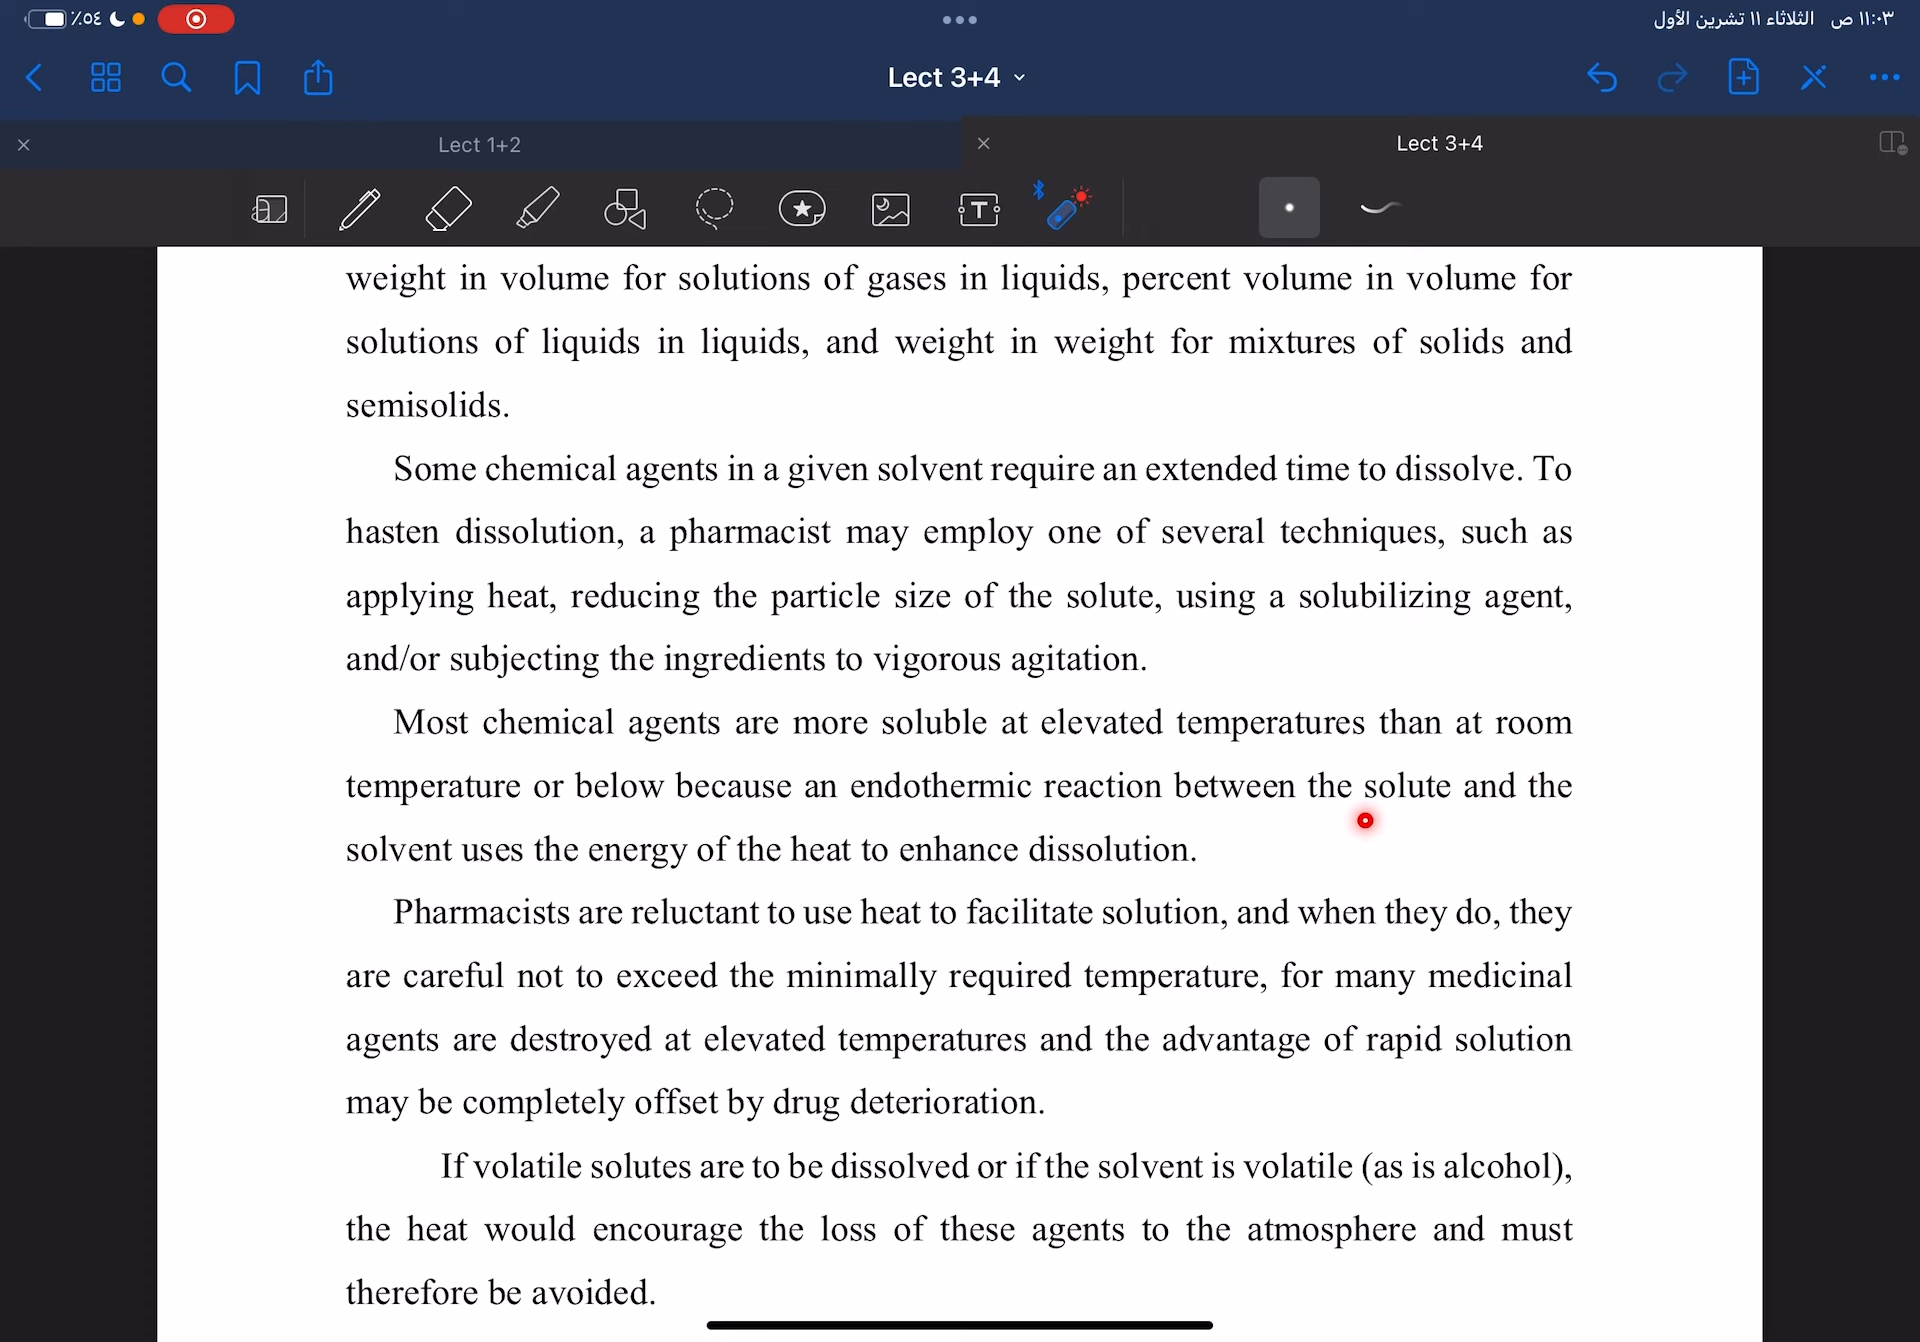 ٪٥٤
١١:٠٣ ص الثلاثاء ١١ تشرين الأول
Lect 3+4
Lect 1+2
Lect 3+4
T
weight in volume for solutions of gases in liquids, percent volume in volume for
solutions of liquids in liquids, and weight in weight for mixtures of solids and
semisolids.
Some chemical agents in a given solvent require an extended time to dissolve. To
hasten dissolution, a pharmacist may employ one of several techniques, such as
applying heat, reducing the particle size of the solute, using a solubilizing agent,
and/or subjecting the ingredients to vigorous agitation.
Most chemical agents are more soluble at elevated temperatures than at room
temperature or below because an endothermic reaction between the solute and the
solvent uses the energy of the heat to enhance dissolution.
Pharmacists are reluctant to use heat to facilitate solution, and when they do, they
are careful not to exceed the minimally required temperature, for many medicinal
agents are destroyed at elevated temperatures and the advantage of rapid solution
may be completely offset by drug deterioration.
If volatile solutes are to be dissolved or if the solvent is volatile (as is alcohol),
the heat would encourage the loss of these agents to the atmosphere and must
therefore be avoided.